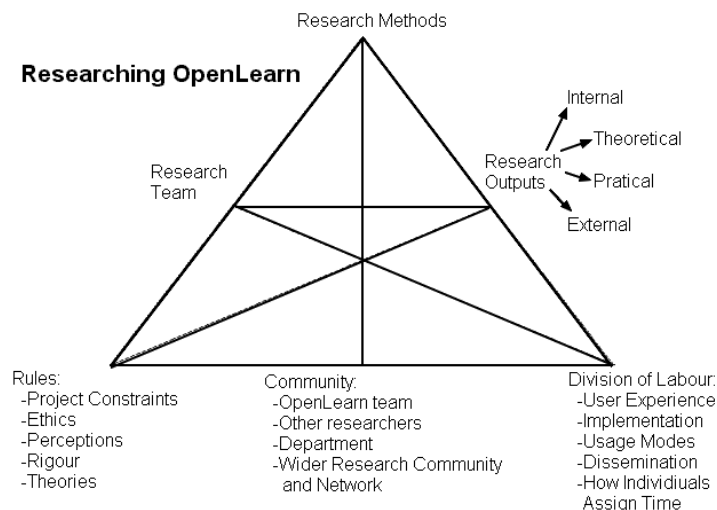 Research Methods
Researching OpenLearn
Internal
Theoretical
Research
Outputs
Pratical
External
Research
Team
Rules:
-Project Constraints
-Ethics
-Perceptions
-Rigour
-Theories
Community:
-OpenLearn team
-Other researchers
-Department
-Wider Research Community
and Network
Division of Labour:
-User Experience
-Implementation
-Usage Modes
-Dissemination
-How Individiuals
Assign Time